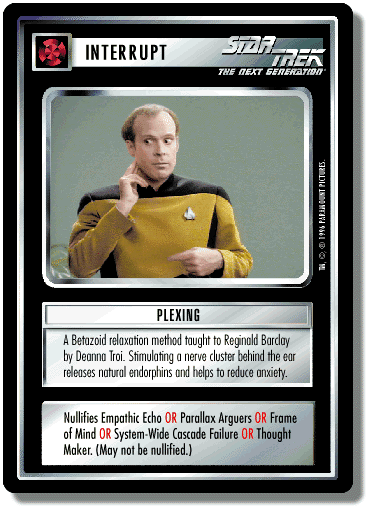 INTERRUPT
STAR TREK
THE NEXT GENERATION®
TM, © ® 1996 PARAMOUNT PICTURES.
PLEXING
A Betazoid relaxation method taught to Reginald Barclay
by Deanna Troi. Stimulating a nerve cluster behind the ear
releases natural endorphins and helps to reduce anxiety.
Nullifies Empathic Echo OR Parallax Arguers OR Frame
of Mind OR System-Wide Cascade Failure OR Thought
Maker. (May not be nullified.)